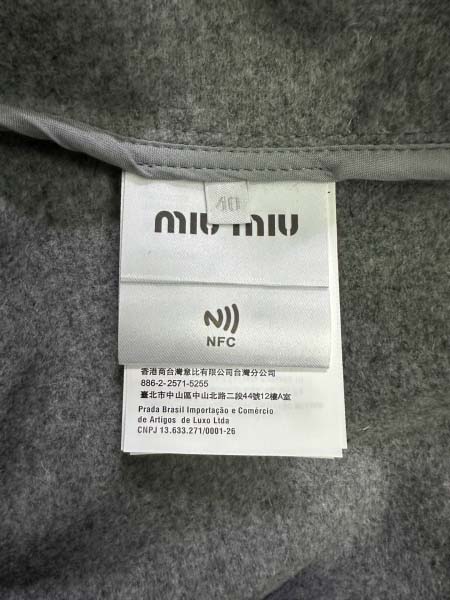 40
miu miu
NFC
香港商台灣意比有限公司台灣分公司
886-2-2571-5255
臺北市中山區中山北路二段44號12樓A室
Prada Brasil Importação e Comércio
de Artigos de Luxo Ltda
CNPJ 13.633.271/0001-26